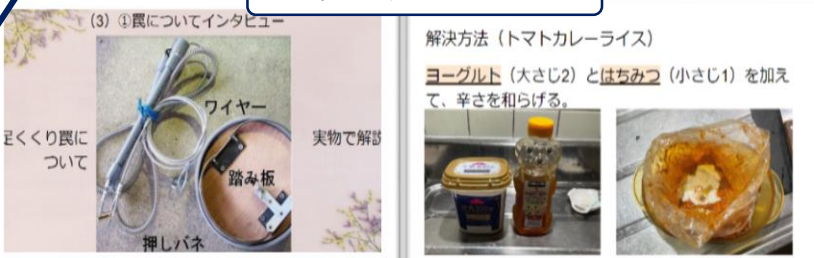 (3) ①罠についてインタビュー
足くくり罠に
ついて
ワイヤー
踏み板
押しバネ
実物で解説
解決方法（トマトカレーライス）
ヨーグルト（大さじ2）とはちみつ（小さじ1）を加え
て、辛さを和らげる。